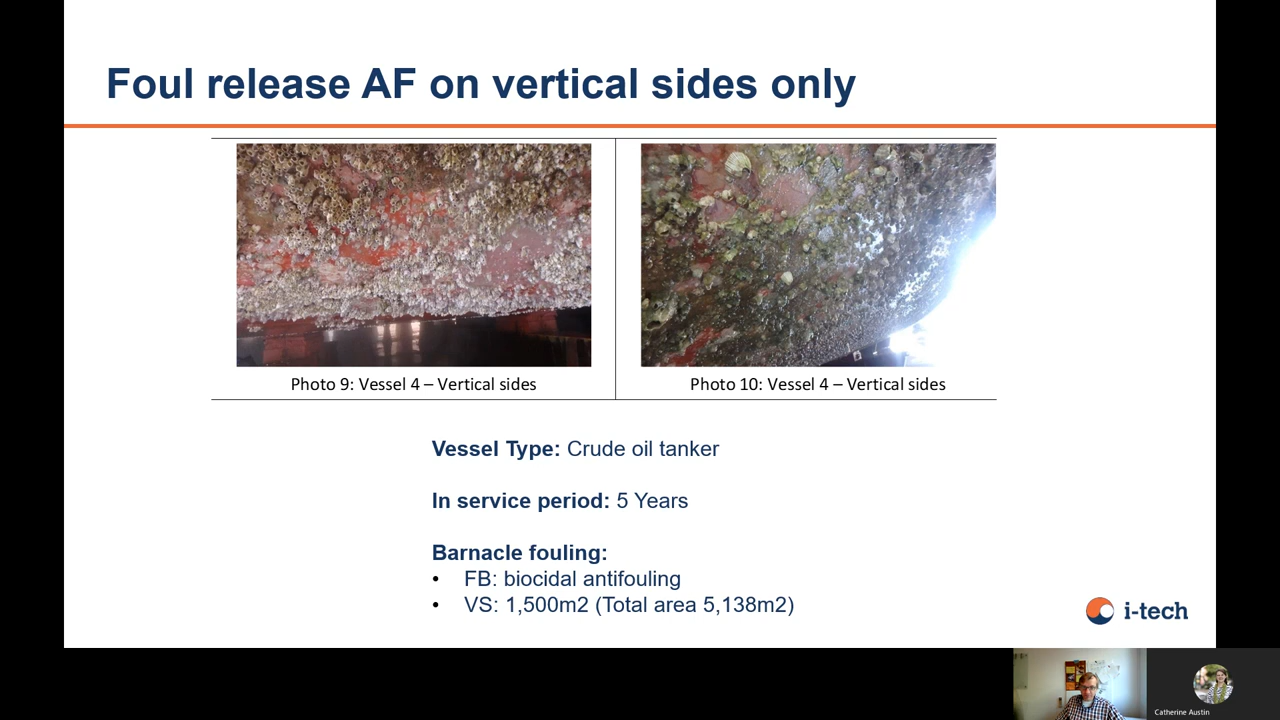 Foul release AF on vertical sides only
Photo 9: Vessel 4 – Vertical sides
Photo 10: Vessel 4 – Vertical sides
Vessel Type: Crude oil tanker
In service period: 5 Years
Barnacle fouling:
• FB: biocidal antifouling
• VS: 1,500m2 (Total area 5,138m2)
i-tech
Catherine Austin